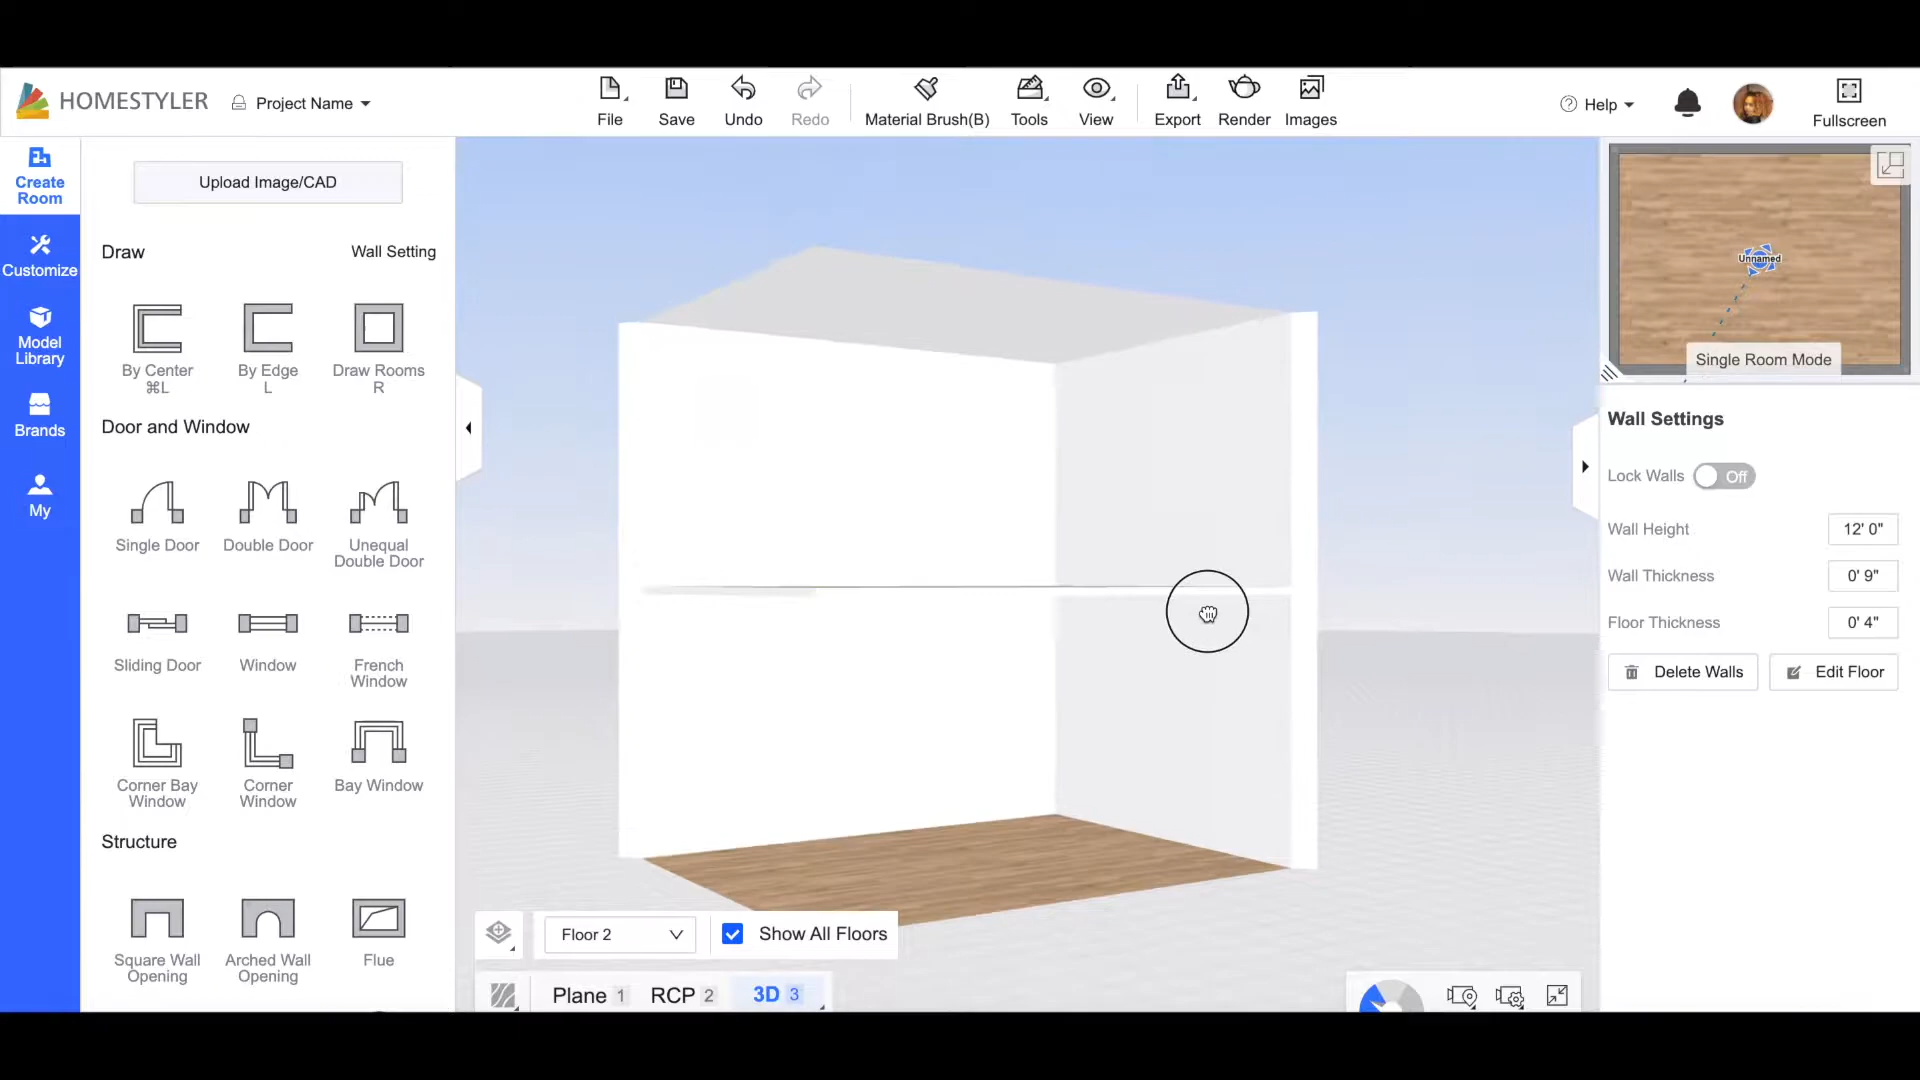 HOMESTYLER
Project Name
File
Save
Undo
Redo
Material Brush(B)
Tools
View
Export
Render
Images
Help
Fullscreen
Create
Room
Customize
Model
Library
Brands
My
Upload Image/CAD
Draw
Wall Setting
By Center
⌘L
By Edge
L
Draw Rooms
R
Door and Window
Single Door
Double Door
Unequal
Double Door
Sliding Door
Window
French
Window
Corner Bay
Window
Corner
Window
Bay Window
Structure
Square Wall
Opening
Arched Wall
Opening
Flue
Floor 2
Show All Floors
Plane 1
RCP 2
3D 3
Unnamed
Single Room Mode
Wall Settings
Lock Walls Off
Wall Height 12' 0"
Wall Thickness 0' 9"
Floor Thickness 0' 4"
Delete Walls
Edit Floor